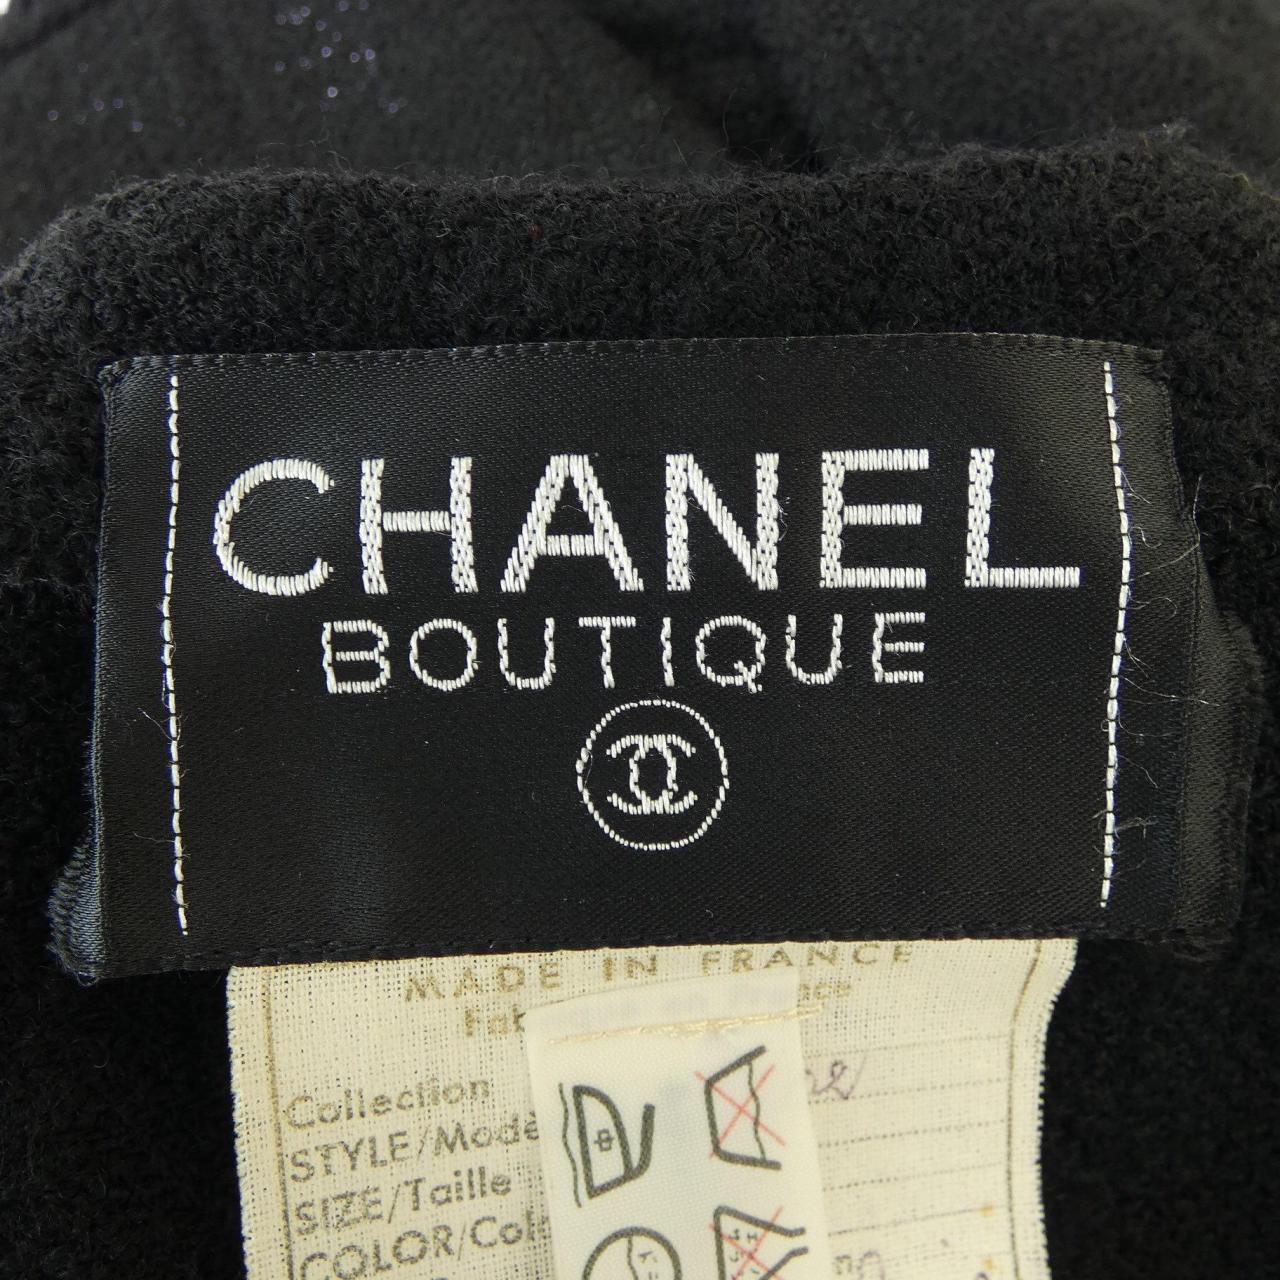 CHANEL
BOUTIQUE
MADE IN FRANCE
Collection
STYLE/Modè
SIZE/Taille
COLOR/Col